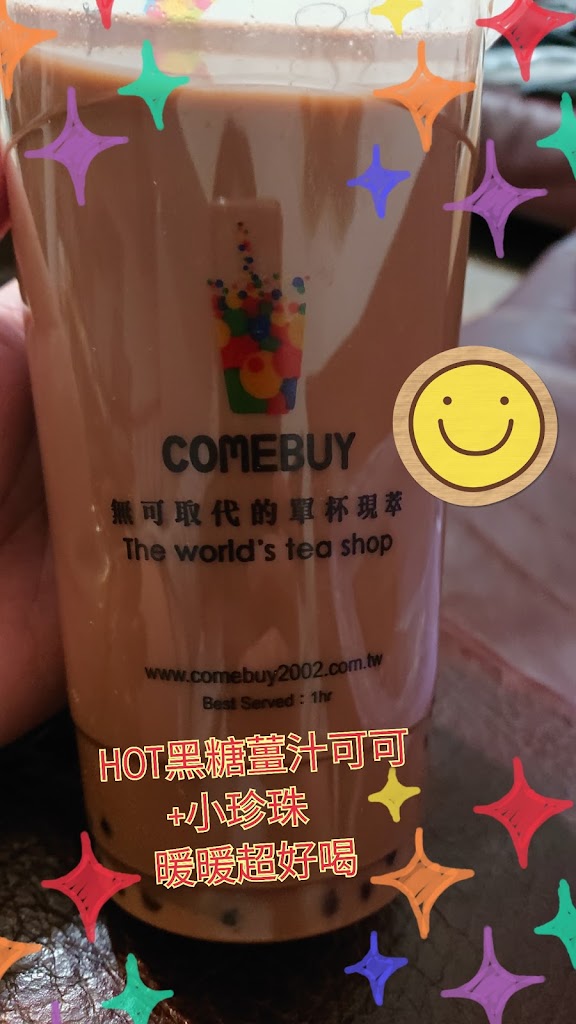 COMEBUY
無可取代的單杯現萃
The world's tea shop
www.comebuy2002.com.tw
Best Served：1hr
HOT黑糖薑汁可可
+小珍珠
暖暖超好喝